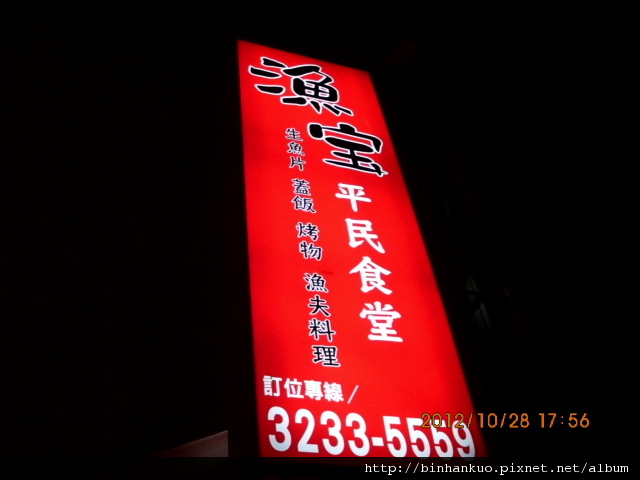 漁宝
平民食堂
生魚片 蓋飯 烤物 漁夫料理
訂位專線/
3233-5559
2012/10/28 17:56
http://binhankuo.pixnet.net/album